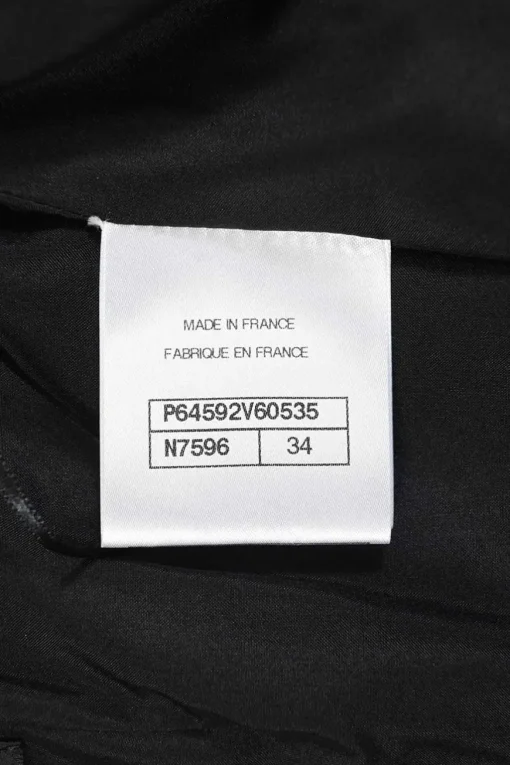 MADE IN FRANCE
FABRIQUE EN FRANCE
P64592V60535
N7596 34